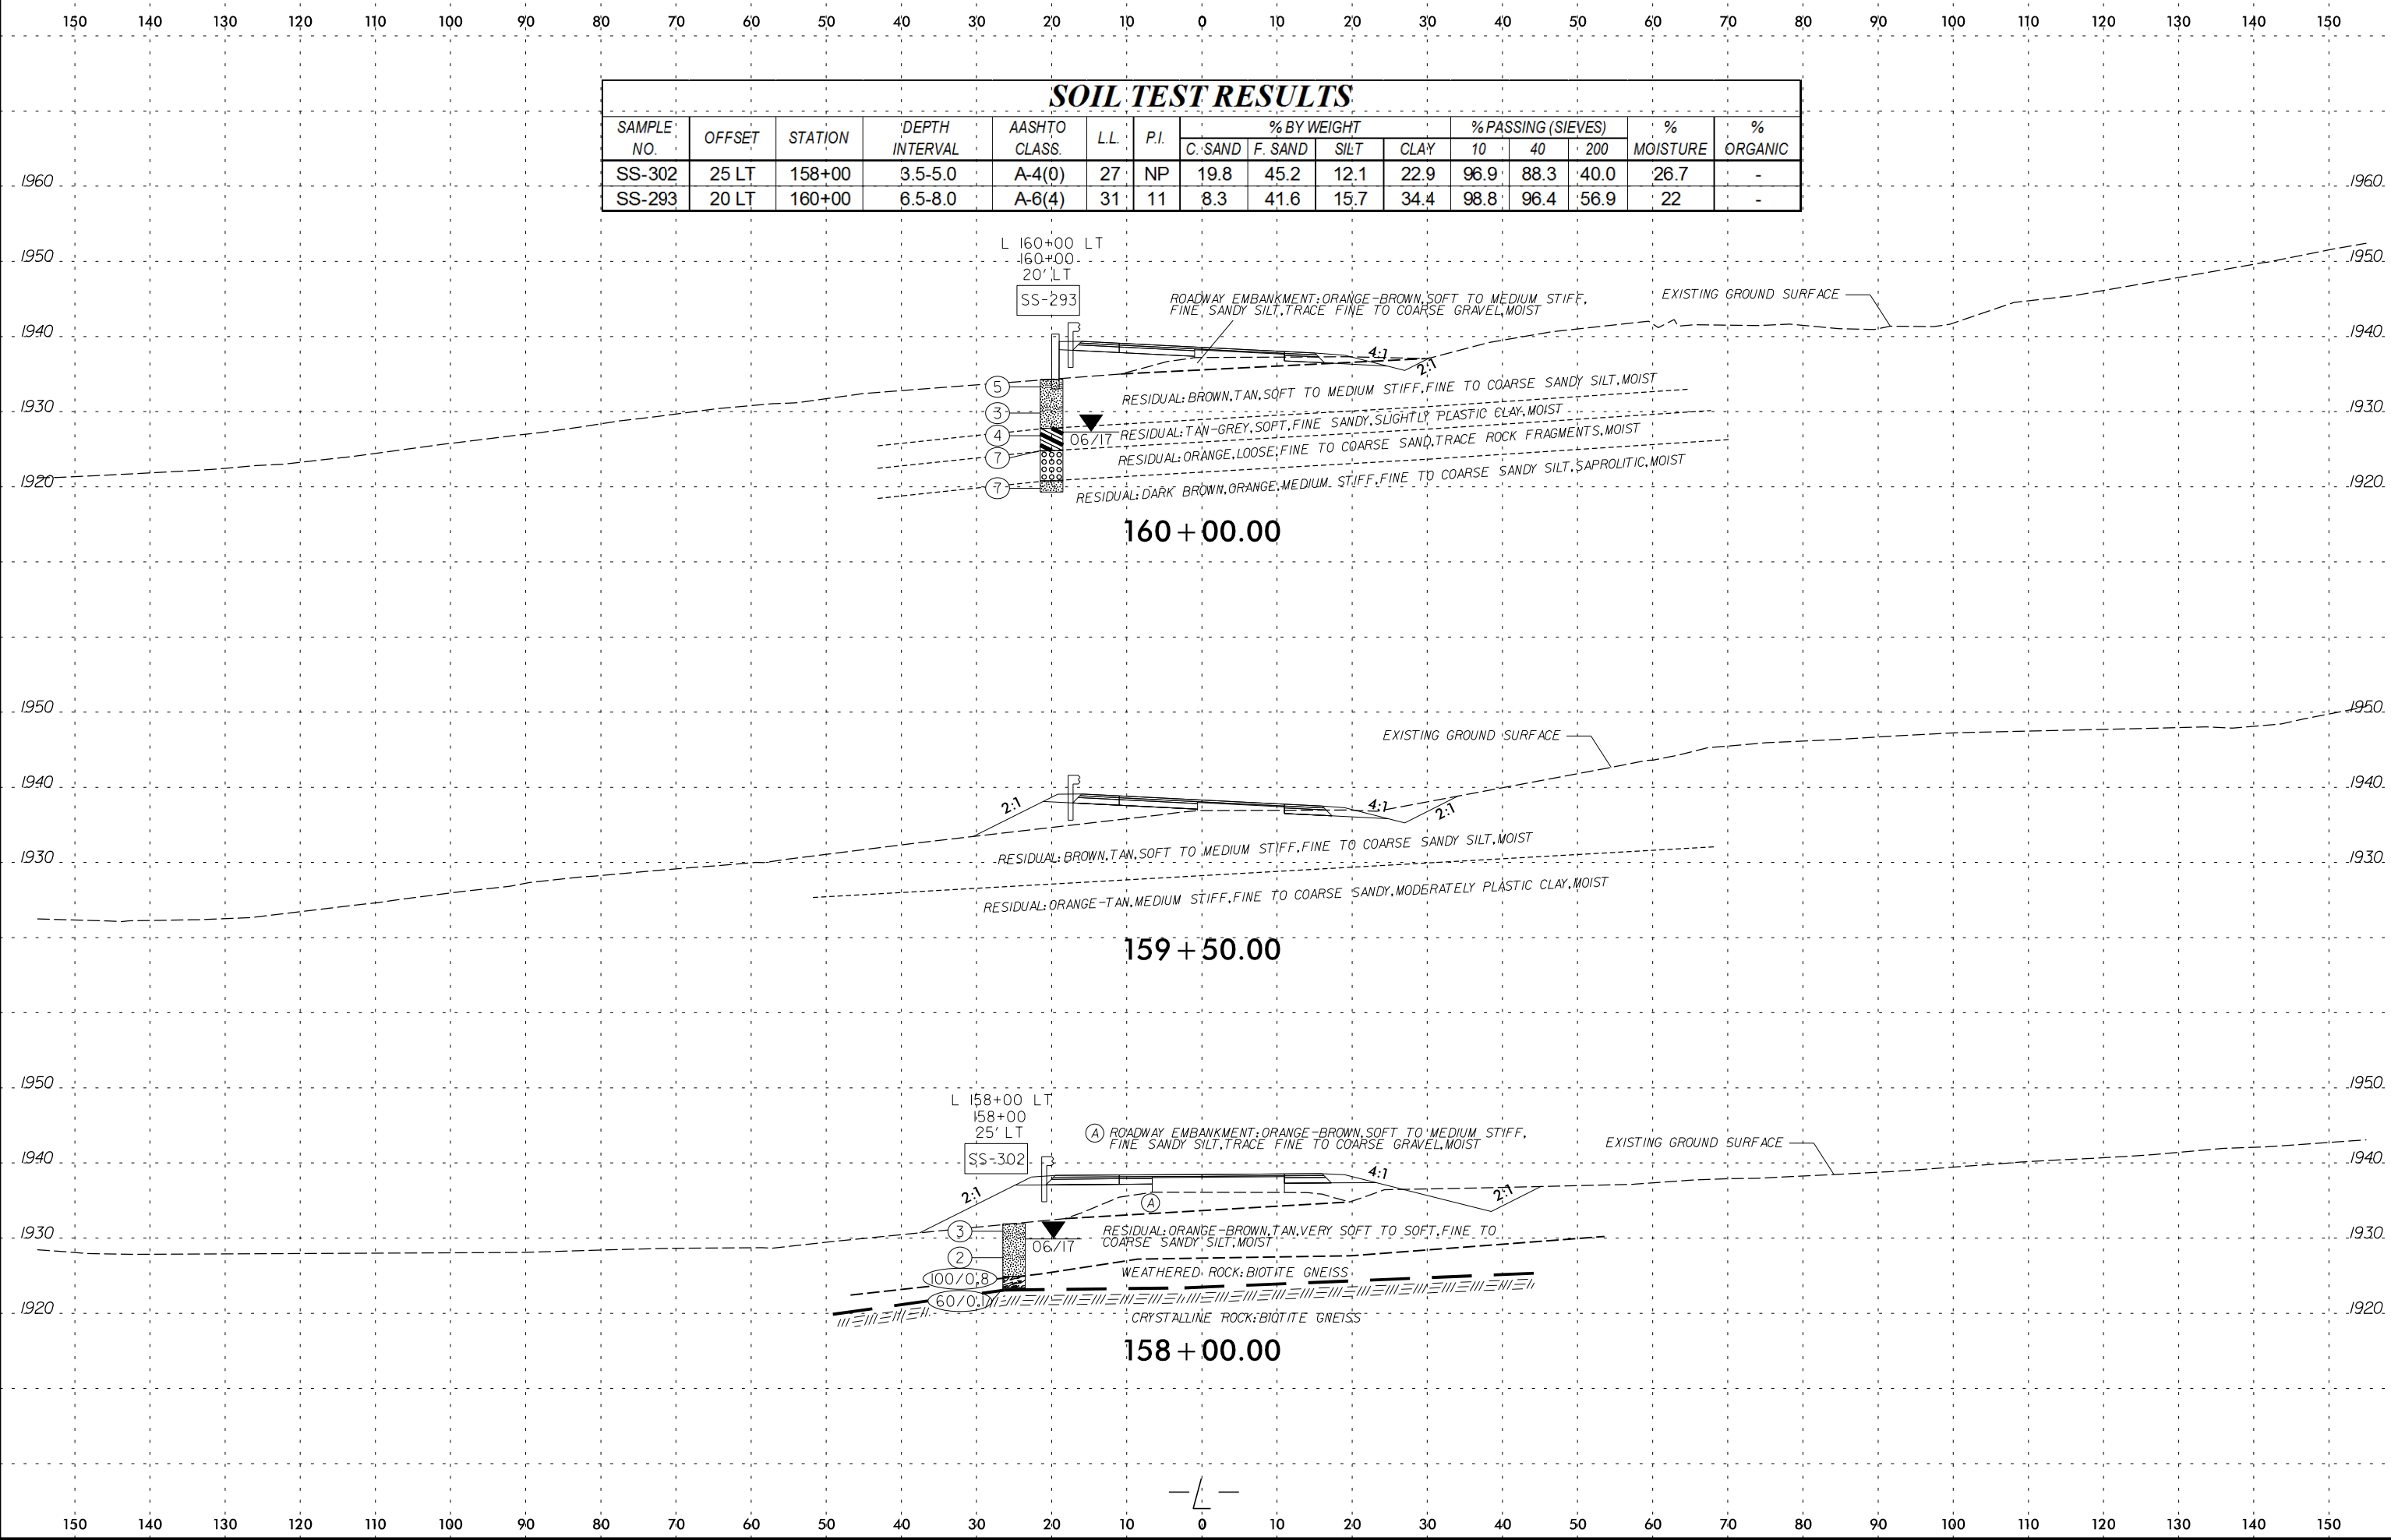 150 140 130 120 110 100 90 80 70 60 50 40 30 20 10 0 10 20 30 40 50 60 70 80 90 100 110 120 130 140 150
SOIL TEST RESULTS
SAMPLE NO. OFFSET STATION DEPTH INTERVAL AASHTO CLASS. L.L. P.I. % BY WEIGHT % PASSING (SIEVES) % MOISTURE % ORGANIC
C. SAND F. SAND SILT CLAY 10 40 200
SS-302 25 LT 158+00 3.5-5.0 A-4(0) 27 NP 19.8 45.2 12.1 22.9 96.9 88.3 40.0 26.7 -
SS-293 20 LT 160+00 6.5-8.0 A-6(4) 31 11 8.3 41.6 15.7 34.4 98.8 96.4 56.9 22 -
1960 1960
L 160+00 LT
160+00
20' LT
SS-293
1950 1950
ROADWAY EMBANKMENT: ORANGE-BROWN, SOFT TO MEDIUM STIFF,
FINE SANDY SILT, TRACE FINE TO COARSE GRAVEL, MOIST
EXISTING GROUND SURFACE
1940 1940
4:1
2:1
5
RESIDUAL: BROWN, TAN, SOFT TO MEDIUM STIFF, FINE TO COARSE SANDY SILT, MOIST
1930 1930
3
4
06/17
RESIDUAL: TAN-GREY, SOFT, FINE SANDY, SLIGHTLY PLASTIC CLAY, MOIST
7
RESIDUAL: ORANGE, LOOSE, FINE TO COARSE SAND, TRACE ROCK FRAGMENTS, MOIST
1920 1920
7
RESIDUAL: DARK BROWN, ORANGE, MEDIUM STIFF, FINE TO COARSE SANDY SILT, SAPROLITIC, MOIST
160+00.00
1950 1950
EXISTING GROUND SURFACE
1940 1940
2:1
4:1
2:1
1930 1930
RESIDUAL: BROWN, TAN, SOFT TO MEDIUM STIFF, FINE TO COARSE SANDY SILT, MOIST
RESIDUAL: ORANGE-TAN, MEDIUM STIFF, FINE TO COARSE SANDY, MODERATELY PLASTIC CLAY, MOIST
159+50.00
1950 1950
L 158+00 LT
158+00
25' LT
SS-302
A ROADWAY EMBANKMENT: ORANGE-BROWN, SOFT TO MEDIUM STIFF,
FINE SANDY SILT, TRACE FINE TO COARSE GRAVEL, MOIST
EXISTING GROUND SURFACE
1940 1940
2:1
4:1
2:1
A
1930 1930
3
06/17
RESIDUAL: ORANGE-BROWN, TAN, VERY SOFT TO SOFT, FINE TO
COARSE SANDY SILT, MOIST
2
100/0.8
WEATHERED ROCK: BIOTITE GNEISS
60/0.1
1920 1920
CRYSTALLINE ROCK: BIOTITE GNEISS
158+00.00
L
150 140 130 120 110 100 90 80 70 60 50 40 30 20 10 0 10 20 30 40 50 60 70 80 90 100 110 120 130 140 150